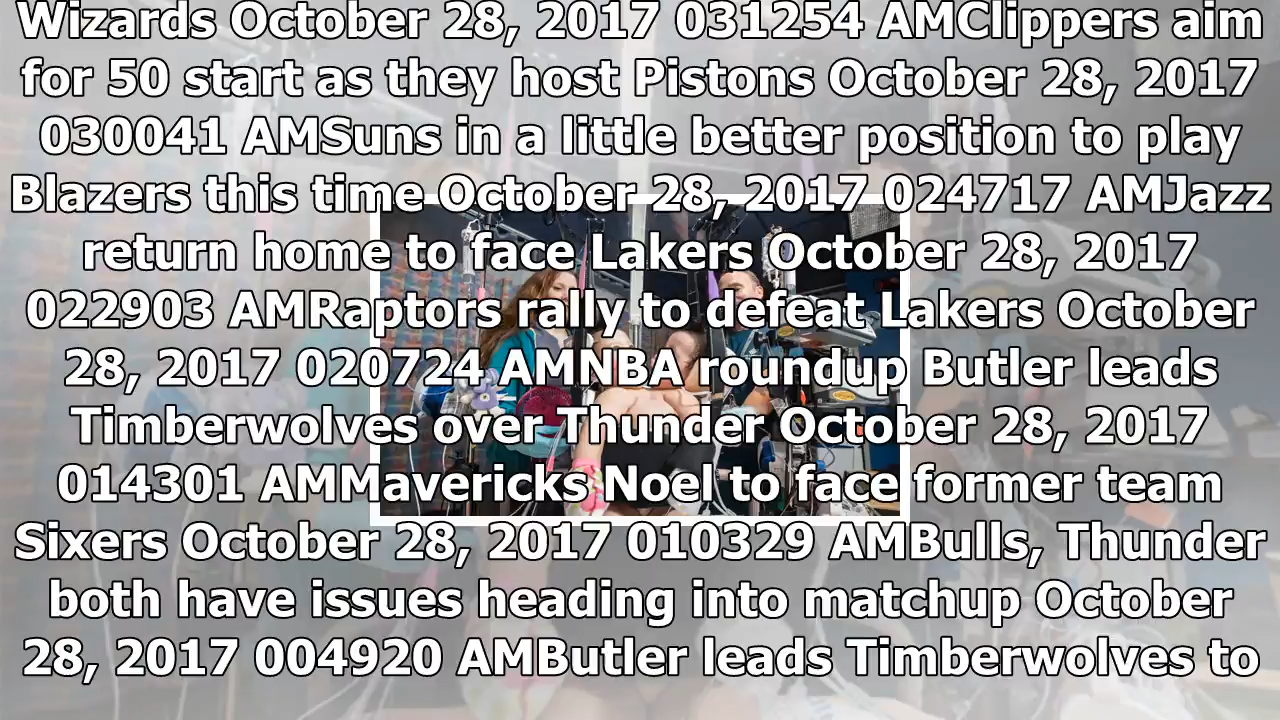 Wizards October 28, 2017 031254 AMClippers aim
for 50 start as they host Pistons October 28, 2017
030041 AMSuns in a little better position to play
Blazers this time October 28, 2017 024717 AMJazz
return home to face Lakers October 28, 2017
022903 AMRaptors rally to defeat Lakers October
28, 2017 020724 AMNBA roundup Butler leads
Timberwolves over Thunder October 28, 2017
014301 AMMavericks Noel to face former team
Sixers October 28, 2017 010329 AMBulls, Thunder
both have issues heading into matchup October
28, 2017 004920 AMButler leads Timberwolves to